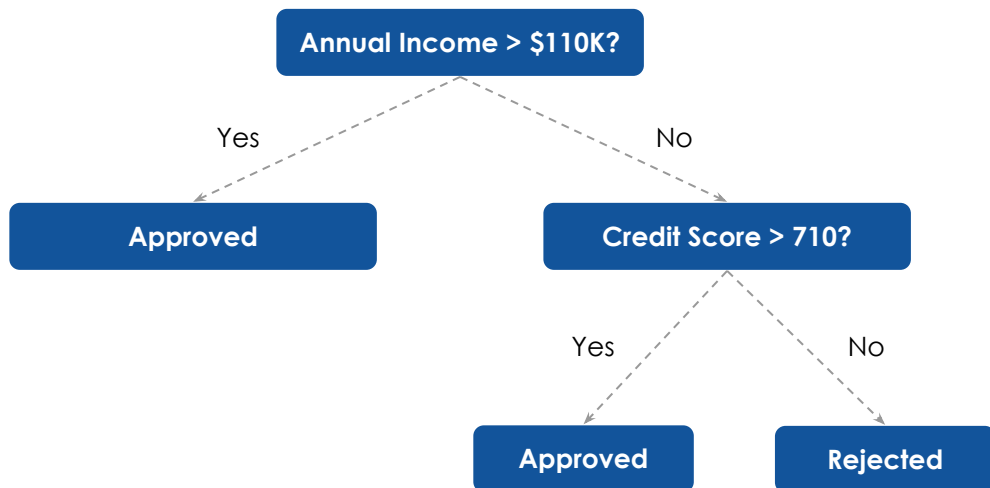 Annual Income > $110K?
Yes
No
Approved
Credit Score > 710?
Yes
No
Approved
Rejected